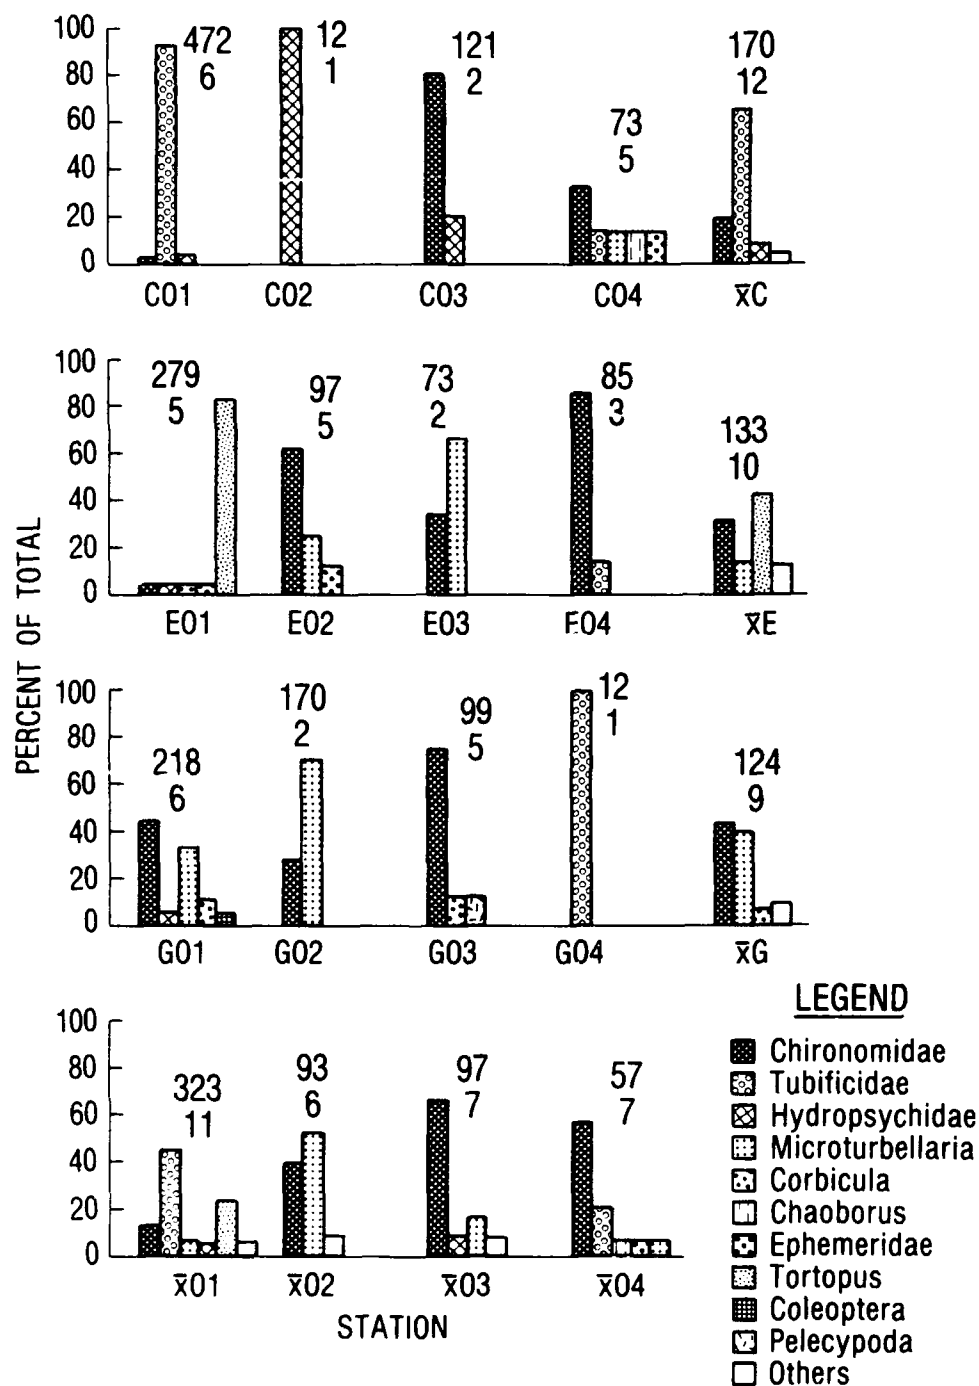 PERCENT OF TOTAL
100
80
60
40
20
0
472
6
12
1
121
2
73
5
170
12
C01
C02
C03
C04
x̅C
100
80
60
40
20
0
279
5
97
5
73
2
85
3
133
10
E01
E02
E03
E04
x̅E
100
80
60
40
20
0
218
6
170
2
99
5
12
1
124
9
G01
G02
G03
G04
x̅G
100
80
60
40
20
0
323
11
93
6
97
7
57
7
x̅01
x̅02
x̅03
x̅04
STATION
LEGEND
Chironomidae
Tubificidae
Hydropsychidae
Microturbellaria
Corbicula
Chaoborus
Ephemeridae
Tortopus
Coleoptera
Pelecypoda
Others